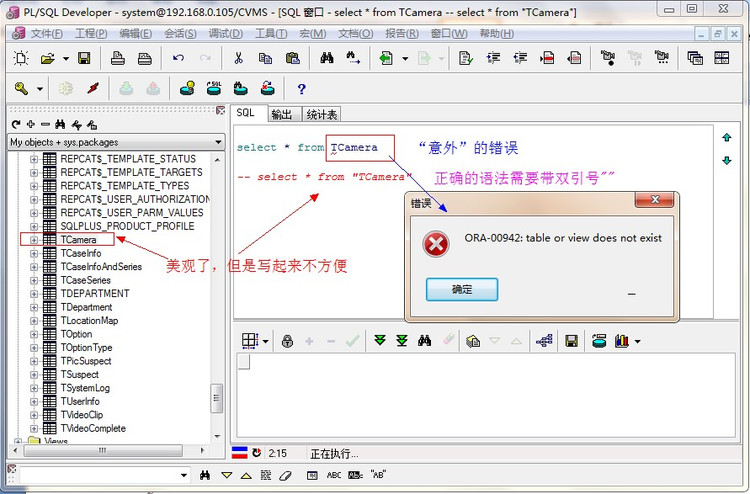 PL/SQL Developer - system@192.168.0.105/CVMS - [SQL 窗口 - select * from TCamera -- select * from "TCamera"]
文件(F) 工程(P) 编辑(E) 会话(S) 调试(D) 工具(T) 宏(M) 文档(O) 报告(R) 窗口(W) 帮助(H)
My objects + sys.packages
REPCAT$_TEMPLATE_STATUS
REPCAT$_TEMPLATE_TARGETS
REPCAT$_TEMPLATE_TYPES
REPCAT$_USER_AUTHORIZATION
REPCAT$_USER_PARM_VALUES
SQLPLUS_PRODUCT_PROFILE
TCamera
TCaseInfo
TCaseInfoAndSeries
TCaseSeries
TDEPARTMENT
TDepartment
TLocationMap
TOption
TOptionType
TPicSuspect
TSuspect
TSystemLog
TUserInfo
TVideoClip
TVideoComplete
Views
SQL 输出 统计表
select * from TCamera
“意外”的错误
-- select * from "TCamera"
正确的语法需要带双引号""
美观了，但是写起来不方便
错误
ORA-00942: table or view does not exist
确定
2:15 正在执行...
ABC "AB"